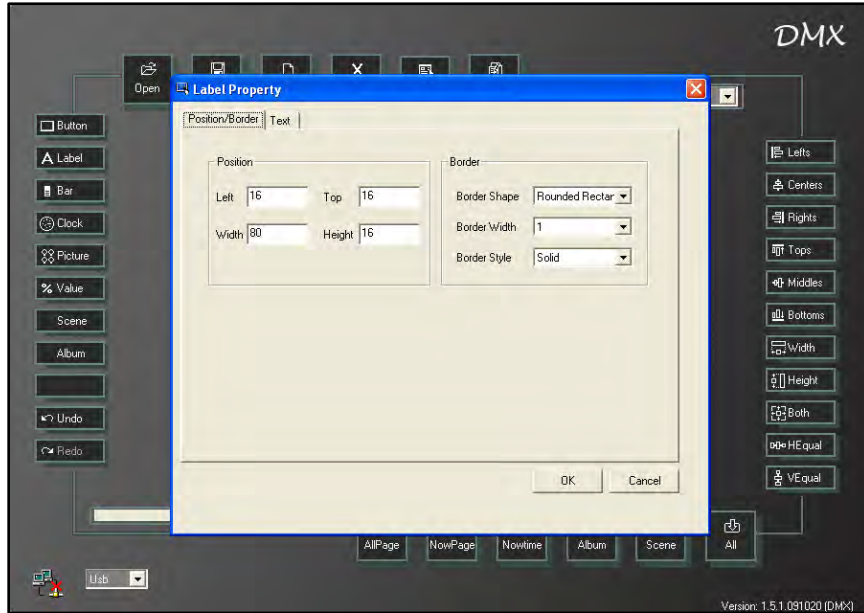 DMX
Open
Label Property
Position/Border
Text
Position
Left 16
Top 16
Width 80
Height 16
Border
Border Shape Rounded Rectar
Border Width 1
Border Style Solid
OK
Cancel
Button
Label
Bar
Clock
Picture
% Value
Scene
Album
Undo
Redo
Lefts
Centers
Rights
Tops
Middles
Bottoms
Width
Height
Both
HEqual
VEqual
AllPage
NowPage
Nowtime
Album
Scene
All
Usb
Version: 1.5.1.091020 (DMX)